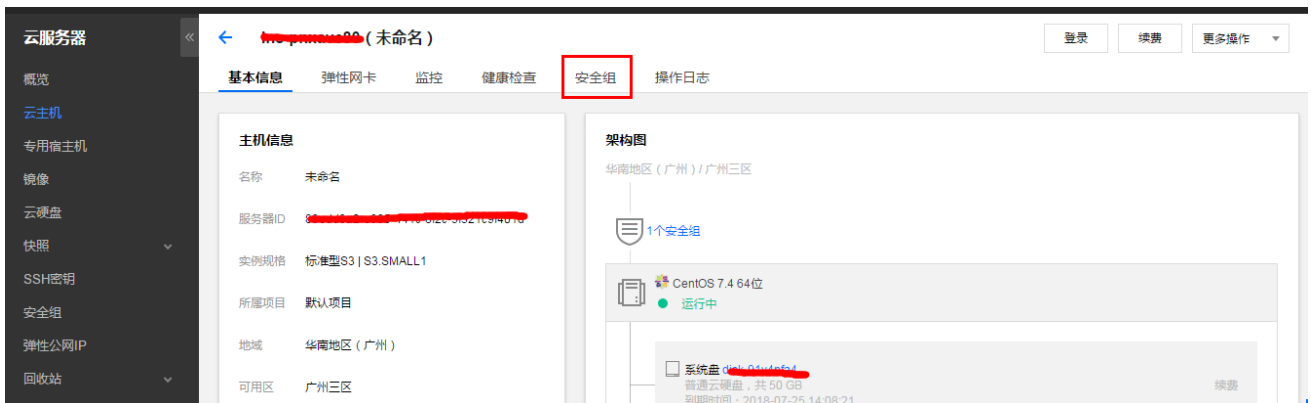 云服务器
概览
云主机
专用宿主机
镜像
云硬盘
快照
SSH密钥
安全组
弹性公网IP
回收站
（未命名）
登录
续费
更多操作
基本信息
弹性网卡
监控
健康检查
安全组
操作日志
主机信息
名称 未命名
服务器ID
实例规格 标准型S3 | S3.SMALL1
所属项目 默认项目
地域 华南地区（广州）
可用区 广州三区
架构图
华南地区（广州）/ 广州三区
1个安全组
CentOS 7.4 64位
运行中
系统盘
普通云硬盘，共 50 GB
续费
到期时间：2018-07-25 14:08:21